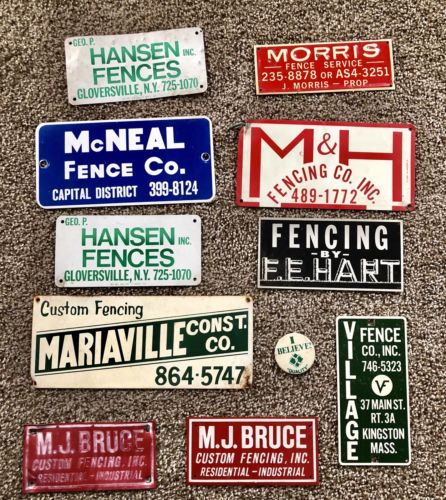 GEO. P.
HANSEN INC.
FENCES
GLOVERSVILLE, N.Y. 725-1070
MORRIS
FENCE SERVICE
235-8878 OR AS4-3251
J. MORRIS - PROP.
McNEAL
FENCE CO.
CAPITAL DISTRICT 399-8124
M&H
FENCING CO. INC.
489-1772
GEO. P.
HANSEN INC.
FENCES
GLOVERSVILLE, N.Y. 725-1070
FENCING
-BY-
F.E.HART
Custom Fencing
MARIAVILLE CONST. CO.
864-5747
I
BELIEVE!
QUALITY
VILLAGE
FENCE
CO., INC.
746-5323
VF
37 MAIN ST.
RT. 3A
KINGSTON
MASS.
M.J. BRUCE
CUSTOM FENCING, INC.
RESIDENTIAL - INDUSTRIAL
M.J. BRUCE
CUSTOM FENCING, INC.
RESIDENTIAL - INDUSTRIAL